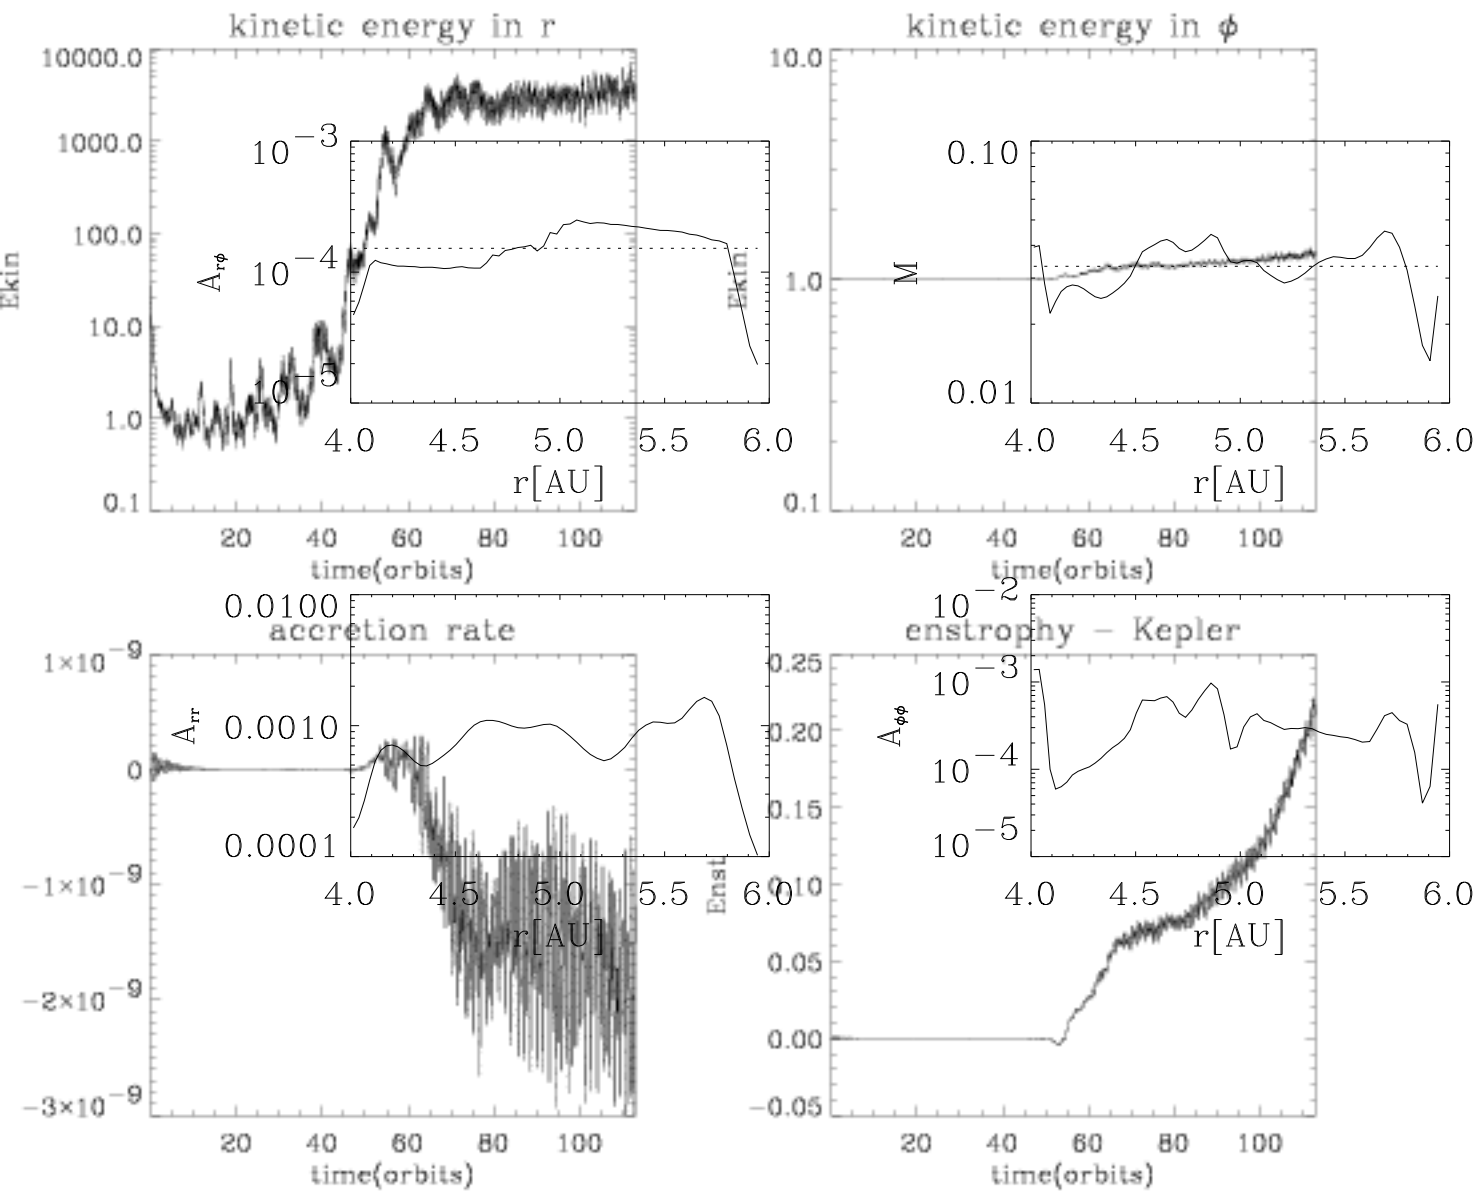 kinetic energy in r
10000.0
1000.0
100.0
10.0
1.0
0.1
Ekin
20 40 60 80 100
time(orbits)
10−3
10−4
10−5
Arϕ
4.0 4.5 5.0 5.5 6.0
r[AU]
kinetic energy in ϕ
10.0
1.0
0.1
Ekin
20 40 60 80 100
time(orbits)
0.10
0.01
M
4.0 4.5 5.0 5.5 6.0
r[AU]
accretion rate
1×10−9
0
−1×10−9
−2×10−9
−3×10−9
20 40 60 80 100
time(orbits)
0.0100
0.0010
0.0001
Arr
4.0 4.5 5.0 5.5 6.0
r[AU]
enstrophy − Kepler
0.25
0.20
0.15
0.10
0.05
0.00
−0.05
Enst
20 40 60 80 100
time(orbits)
10−2
10−3
10−4
10−5
Aϕϕ
4.0 4.5 5.0 5.5 6.0
r[AU]